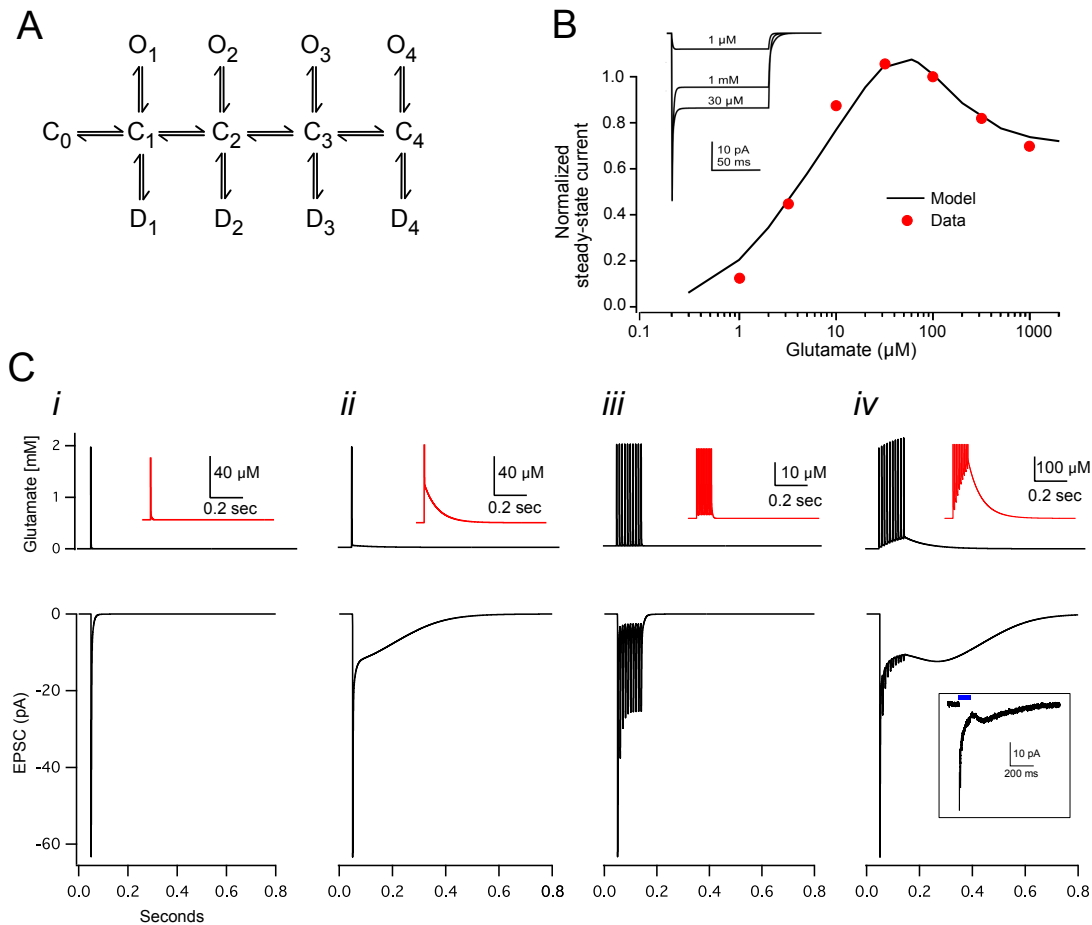 A
O1 O2 O3 O4
C0 C1 C2 C3 C4
D1 D2 D3 D4
B
Normalized
steady-state current
1.0
0.8
0.6
0.4
0.2
0.0
1 µM
1 mM
30 µM
10 pA
50 ms
Model
Data
0.1 1 10 100 1000
Glutamate (µM)
C
i ii iii iv
Glutamate [mM]
2
1
0
40 µM
0.2 sec
40 µM
0.2 sec
10 µM
0.2 sec
100 µM
0.2 sec
EPSC (pA)
0
-20
-40
-60
10 pA
200 ms
0.0 0.2 0.4 0.6 0.8
0.0 0.2 0.4 0.6 0.8
0.0 0.2 0.4 0.6 0.8
0.0 0.2 0.4 0.6 0.8
Seconds